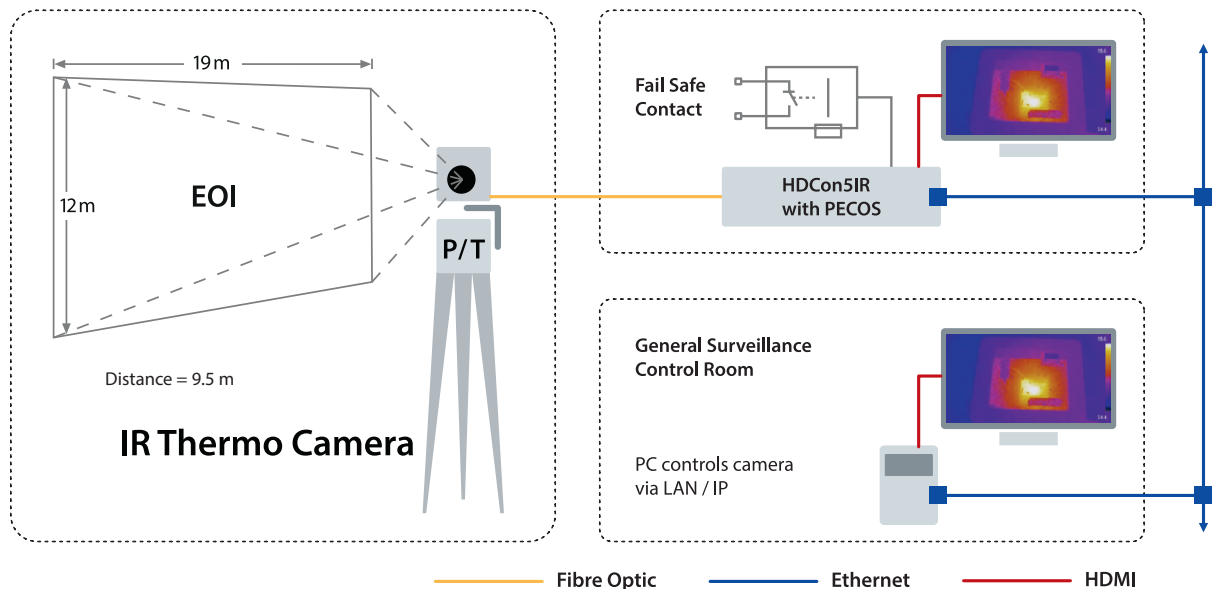 19 m
12 m
EOI
P/T
Distance = 9.5 m
IR Thermo Camera
Fail Safe
Contact
HDCon5IR
with PECOS
General Surveillance
Control Room
PC controls camera
via LAN / IP
Fibre Optic
Ethernet
HDMI